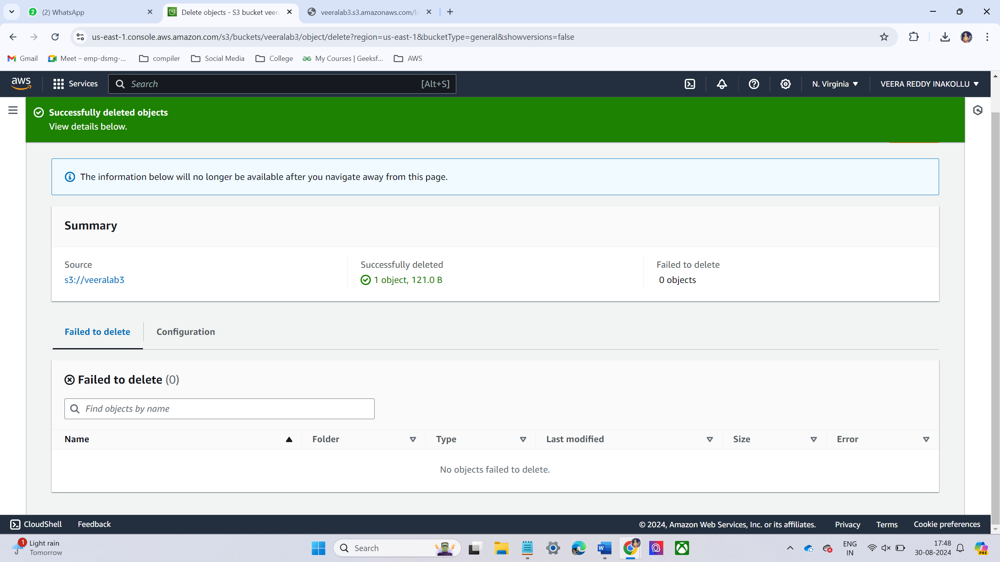 (2) WhatsApp
Delete objects - S3 bucket veera
veeralab3.s3.amazonaws.com/la
us-east-1.console.aws.amazon.com/s3/buckets/veeralab3/object/delete?region=us-east-1&bucketType=general&showversions=false
Gmail
Meet – emp-dsmg-...
compiler
Social Media
College
My Courses | Geeksf...
AWS
aws
Services
Search
[Alt+S]
N. Virginia
VEERA REDDY INAKOLLU
Successfully deleted objects
View details below.
The information below will no longer be available after you navigate away from this page.
Summary
Source
s3://veeralab3
Successfully deleted
1 object, 121.0 B
Failed to delete
0 objects
Failed to delete
Configuration
Failed to delete (0)
Find objects by name
Name
Folder
Type
Last modified
Size
Error
No objects failed to delete.
CloudShell
Feedback
© 2024, Amazon Web Services, Inc. or its affiliates.
Privacy
Terms
Cookie preferences
1
Light rain
Tomorrow
Search
ENG
IN
17:48
30-08-2024
PRE